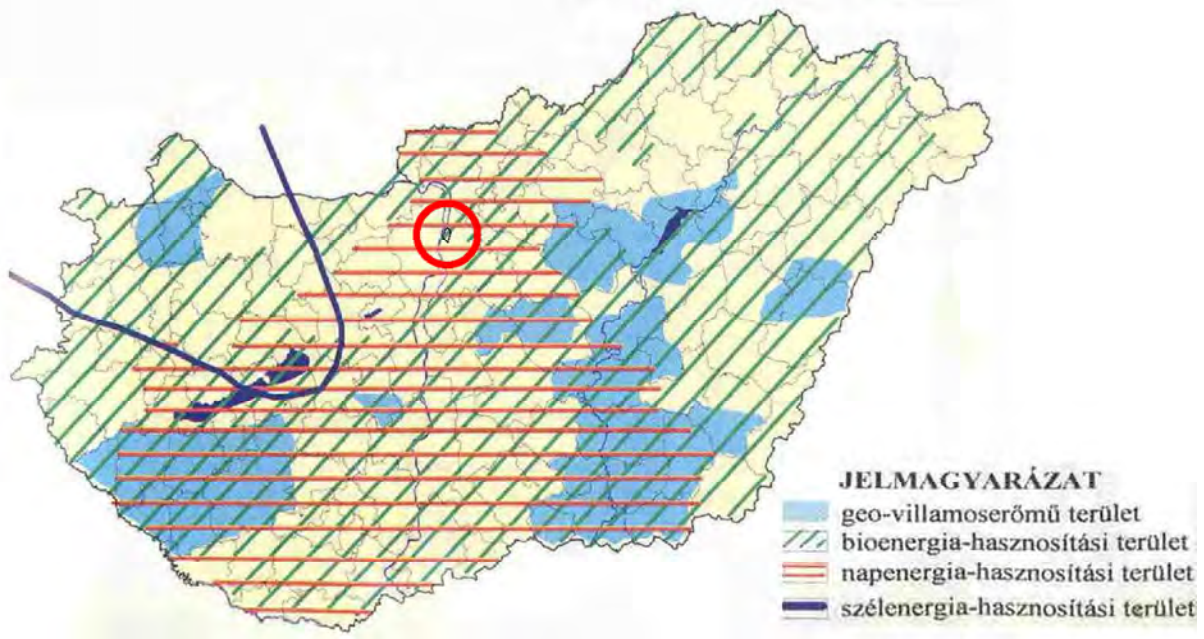 JELMAGYARÁZAT
geo-villamoserőmű terület
bioenergia-hasznosítási terület
napenergia-hasznosítási terület
szélenergia-hasznosítási terület